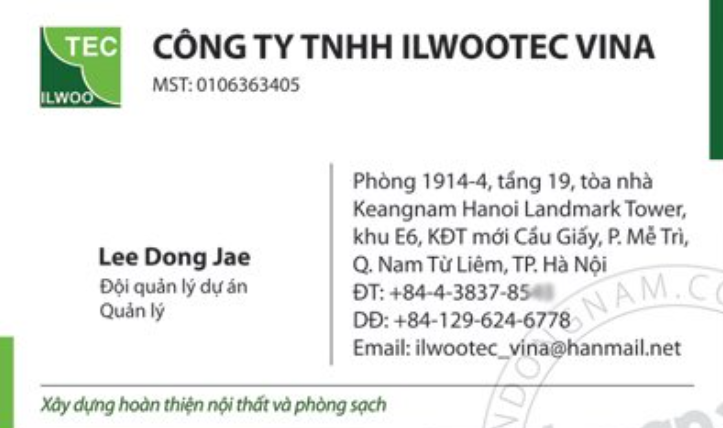 TEC
ILWOO
CÔNG TY TNHH ILWOOTEC VINA
MST: 0106363405
Lee Dong Jae
Đội quản lý dự án
Quản lý
Phòng 1914-4, tầng 19, tòa nhà
Keangnam Hanoi Landmark Tower,
khu E6, KĐT mới Cầu Giấy, P. Mễ Trì,
Q. Nam Từ Liêm, TP. Hà Nội
ĐT: +84-4-3837-85
DĐ: +84-129-624-6778
Email: ilwootec_vina@hanmail.net
Xây dựng hoàn thiện nội thất và phòng sạch